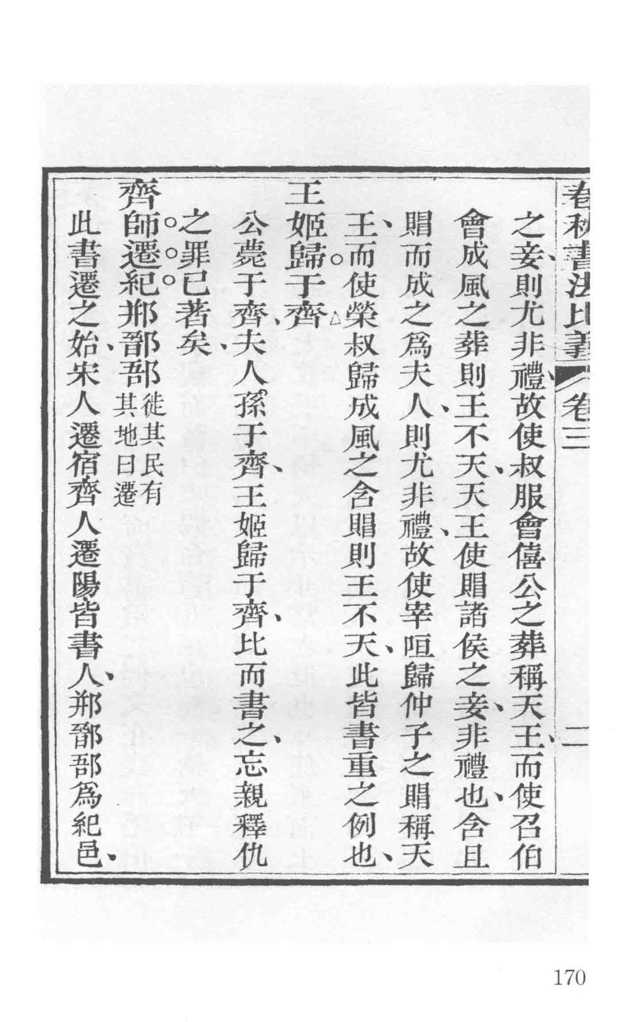 春秋書法比義 卷三 二
之妾則尤非禮、故使叔服會僖公之葬稱天王、而使召伯
會成風之葬則王不天、天王使賵諸侯之妾、非禮也、含且
賵而成之爲夫人、則尤非禮、故使宰咺歸仲子之賵稱天
王、而使榮叔歸成風之含賵則王不天、此皆書重之例也、
王姬歸于齊
公薨于齊、夫人孫于齊、王姬歸于齊、比而書之、忘親釋仇
之罪已著矣、
齊師遷紀郱鄑郚徙其民有其地曰遷
此書遷之始、宋人遷宿齊人遷陽皆書人、郱鄑郚爲紀邑、
170